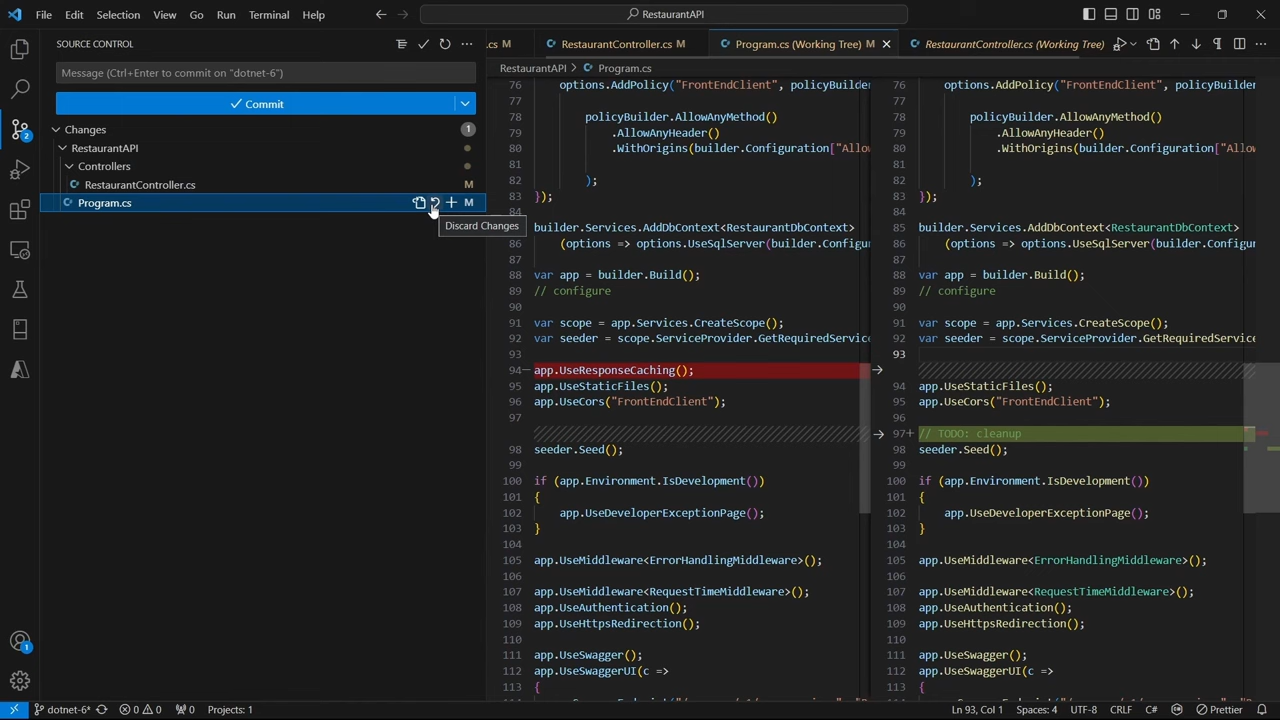 File Edit Selection View Go Run Terminal Help
RestaurantAPI
SOURCE CONTROL
Message (Ctrl+Enter to commit on "dotnet-6")
Commit
Changes 1
RestaurantAPI
Controllers
RestaurantController.cs M
Program.cs M
Discard Changes
2
1
.cs M
RestaurantController.cs M
Program.cs (Working Tree) M
RestaurantController.cs (Working Tree)
RestaurantAPI > Program.cs
76 options.AddPolicy("FrontEndClient", policyBuilder
77
78 policyBuilder.AllowAnyMethod()
79 .AllowAnyHeader()
80 .WithOrigins(builder.Configuration["Allow
81
82 );
83 });
84
85 builder.Services.AddDbContext<RestaurantDbContext>
86 (options => options.UseSqlServer(builder.Configur
87
88 var app = builder.Build();
89 // configure
90
91 var scope = app.Services.CreateScope();
92 var seeder = scope.ServiceProvider.GetRequiredService
93
94 app.UseResponseCaching();
95 app.UseStaticFiles();
96 app.UseCors("FrontEndClient");
97
98 seeder.Seed();
99
100 if (app.Environment.IsDevelopment())
101 {
102 app.UseDeveloperExceptionPage();
103 }
104
105 app.UseMiddleware<ErrorHandlingMiddleware>();
106
107 app.UseMiddleware<RequestTimeMiddleware>();
108 app.UseAuthentication();
109 app.UseHttpsRedirection();
110
111 app.UseSwagger();
112 app.UseSwaggerUI(c =>
113 {
76 options.AddPolicy("FrontEndClient", policyBuilder
77
78 policyBuilder.AllowAnyMethod()
79 .AllowAnyHeader()
80 .WithOrigins(builder.Configuration["Allow
81
82 );
83 });
84
85 builder.Services.AddDbContext<RestaurantDbContext>
86 (options => options.UseSqlServer(builder.Configur
87
88 var app = builder.Build();
89 // configure
90
91 var scope = app.Services.CreateScope();
92 var seeder = scope.ServiceProvider.GetRequiredService
93
94 app.UseStaticFiles();
95 app.UseCors("FrontEndClient");
96
97 + // TODO: cleanup
98 seeder.Seed();
99
100 if (app.Environment.IsDevelopment())
101 {
102 app.UseDeveloperExceptionPage();
103 }
104
105 app.UseMiddleware<ErrorHandlingMiddleware>();
106
107 app.UseMiddleware<RequestTimeMiddleware>();
108 app.UseAuthentication();
109 app.UseHttpsRedirection();
110
111 app.UseSwagger();
112 app.UseSwaggerUI(c =>
113 {
dotnet-6* 0 0 0 Projects: 1 Ln 93, Col 1 Spaces: 4 UTF-8 CRLF C# Prettier